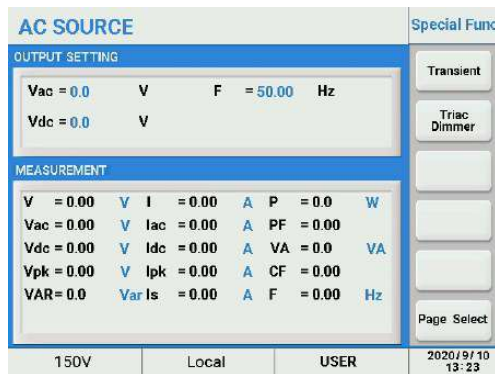 AC SOURCE
Special Func
OUTPUT SETTING
Vac = 0.0 V F = 50.00 Hz
Vdc = 0.0 V
MEASUREMENT
V = 0.00 V I = 0.00 A P = 0.0 W
Vac = 0.00 V Iac = 0.00 A PF = 0.00
Vdc = 0.00 V Idc = 0.00 A VA = 0.0 VA
Vpk = 0.00 V Ipk = 0.00 A CF = 0.00
VAR= 0.0 Var Is = 0.00 A F = 0.00 Hz
Transient
Triac
Dimmer
Page Select
150V Local USER
2020/9/10
13:23